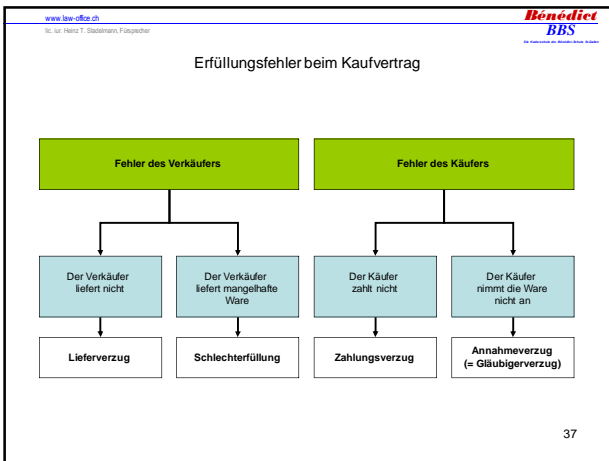 www.law-office.ch
lic. iur. Heinz T. Stadelmann, Fürsprecher
Bénédict
BBS
Erfüllungsfehler beim Kaufvertrag
Fehler des Verkäufers
Fehler des Käufers
Der Verkäufer
liefert nicht
Der Verkäufer
liefert mangelhafte
Ware
Der Käufer
zahlt nicht
Der Käufer
nimmt die Ware
nicht an
Lieferverzug
Schlechterfüllung
Zahlungsverzug
Annahmeverzug
(= Gläubigerverzug)
37